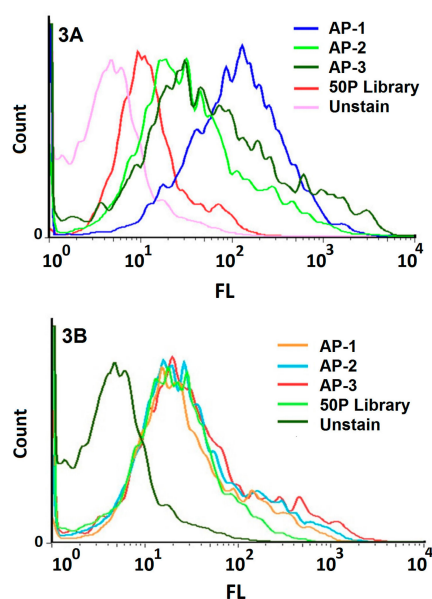 3A
AP-1
AP-2
AP-3
50P Library
Unstain
Count
0
10⁰ 10¹ 10² 10³ 10⁴
FL
3B
AP-1
AP-2
AP-3
50P Library
Unstain
Count
0
10⁰ 10¹ 10² 10³ 10⁴
FL